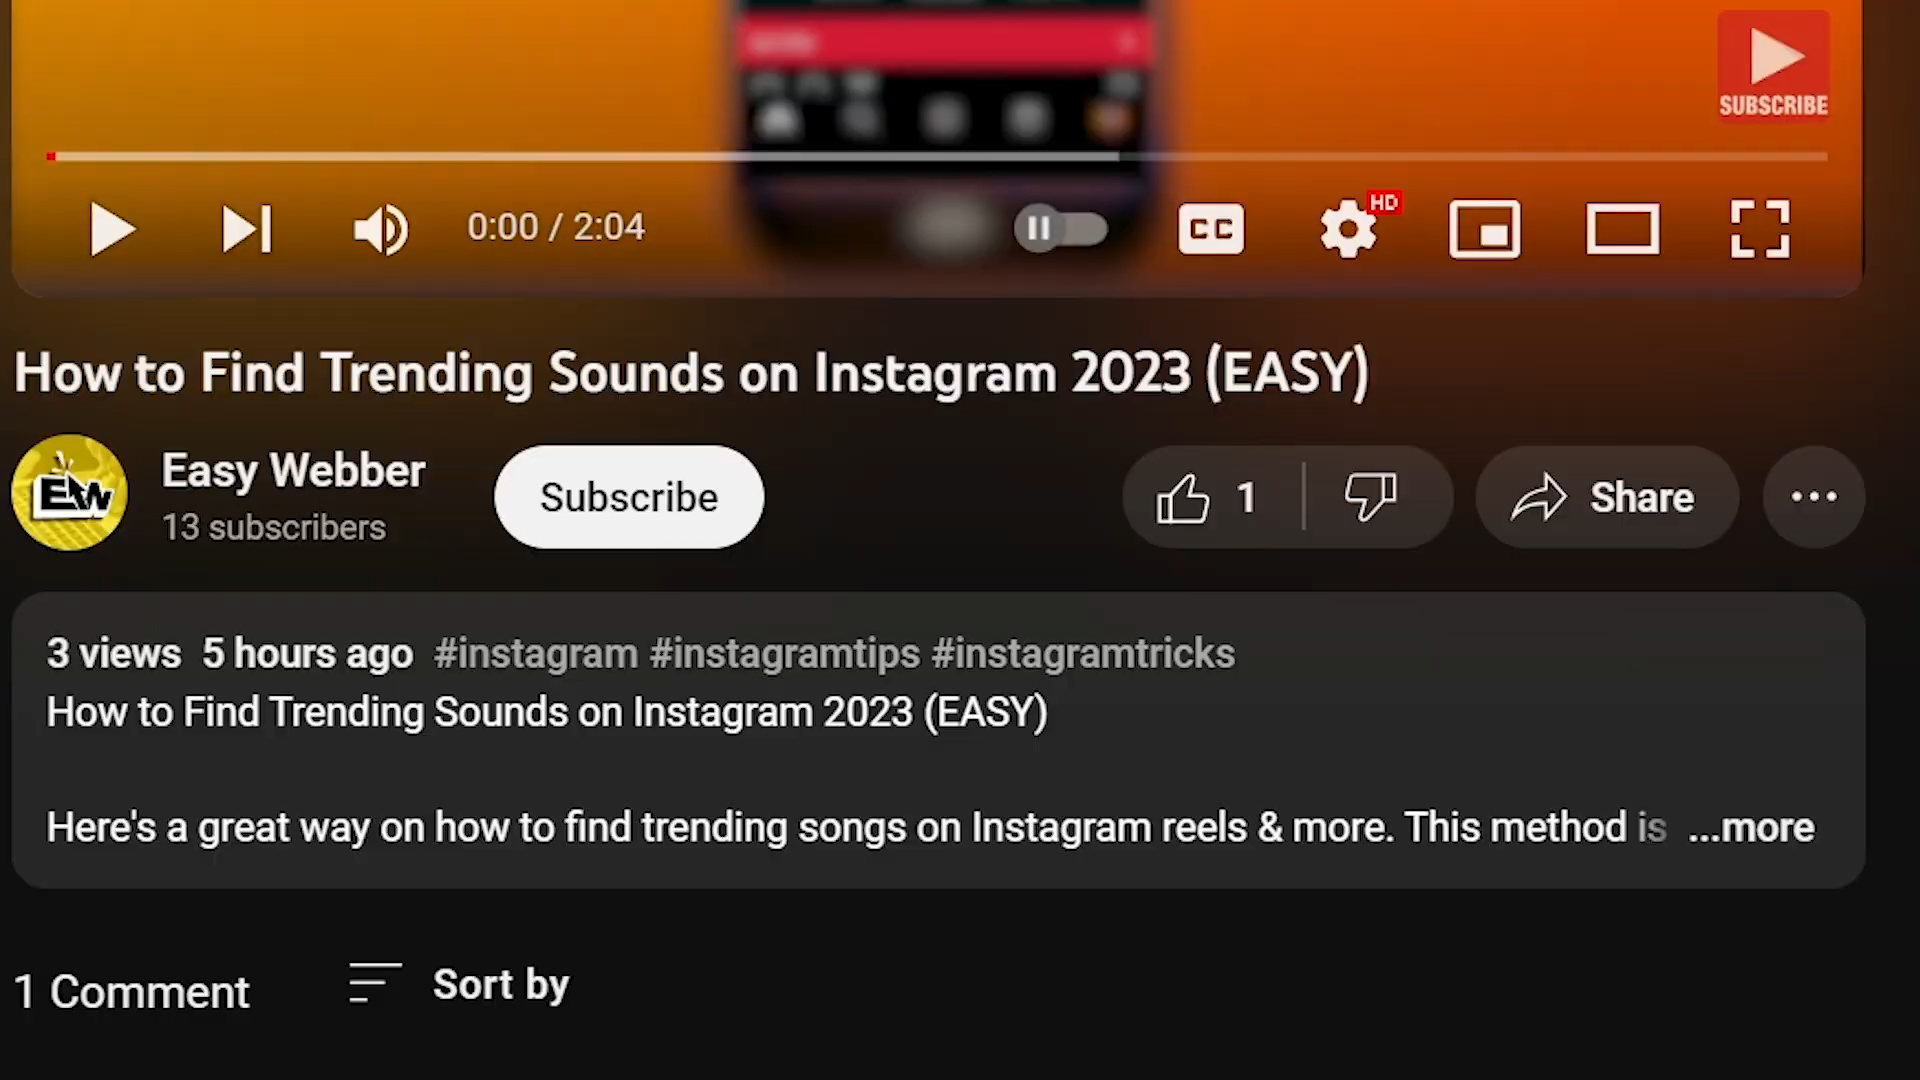 SUBSCRIBE
0:00 / 2:04
CC
HD
How to Find Trending Sounds on Instagram 2023 (EASY)
EW
Easy Webber
13 subscribers
Subscribe
1
Share
3 views 5 hours ago #instagram #instagramtips #instagramtricks
How to Find Trending Sounds on Instagram 2023 (EASY)
Here's a great way on how to find trending songs on Instagram reels & more. This method is ...more
1 Comment
Sort by